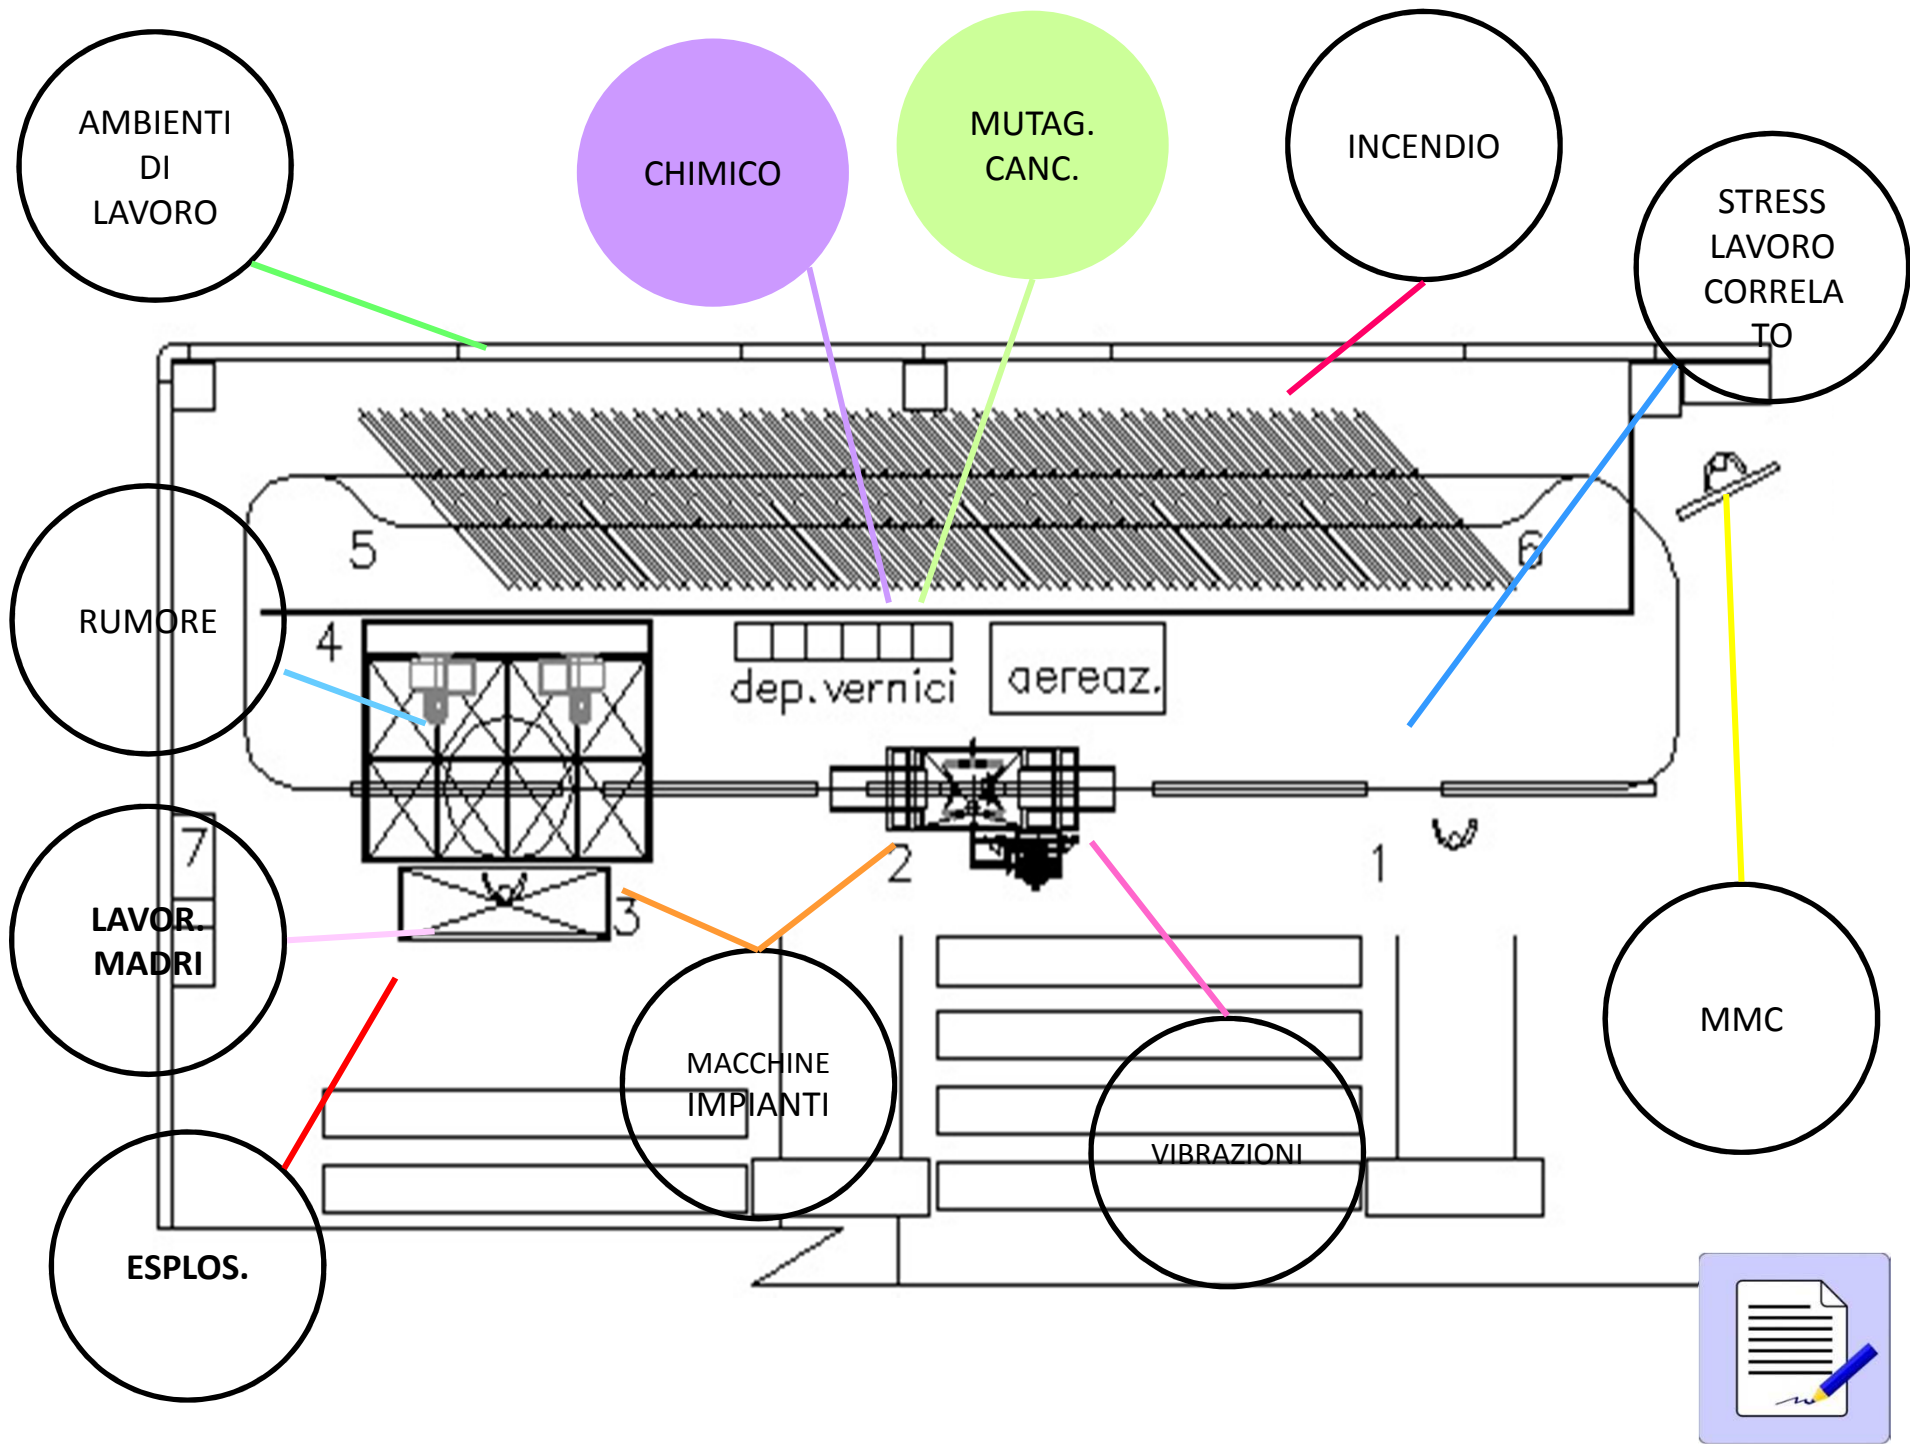 AMBIENTI
DI
LAVORO
CHIMICO
MUTAG.
CANC.
INCENDIO
STRESS
LAVORO
CORRELA
TO
5
6
RUMORE
4
dep.vernici
aereaz.
7
2
1
3
LAVOR.
MADRI
MACCHINE
IMPIANTI
MMC
VIBRAZIONI
ESPLOS.